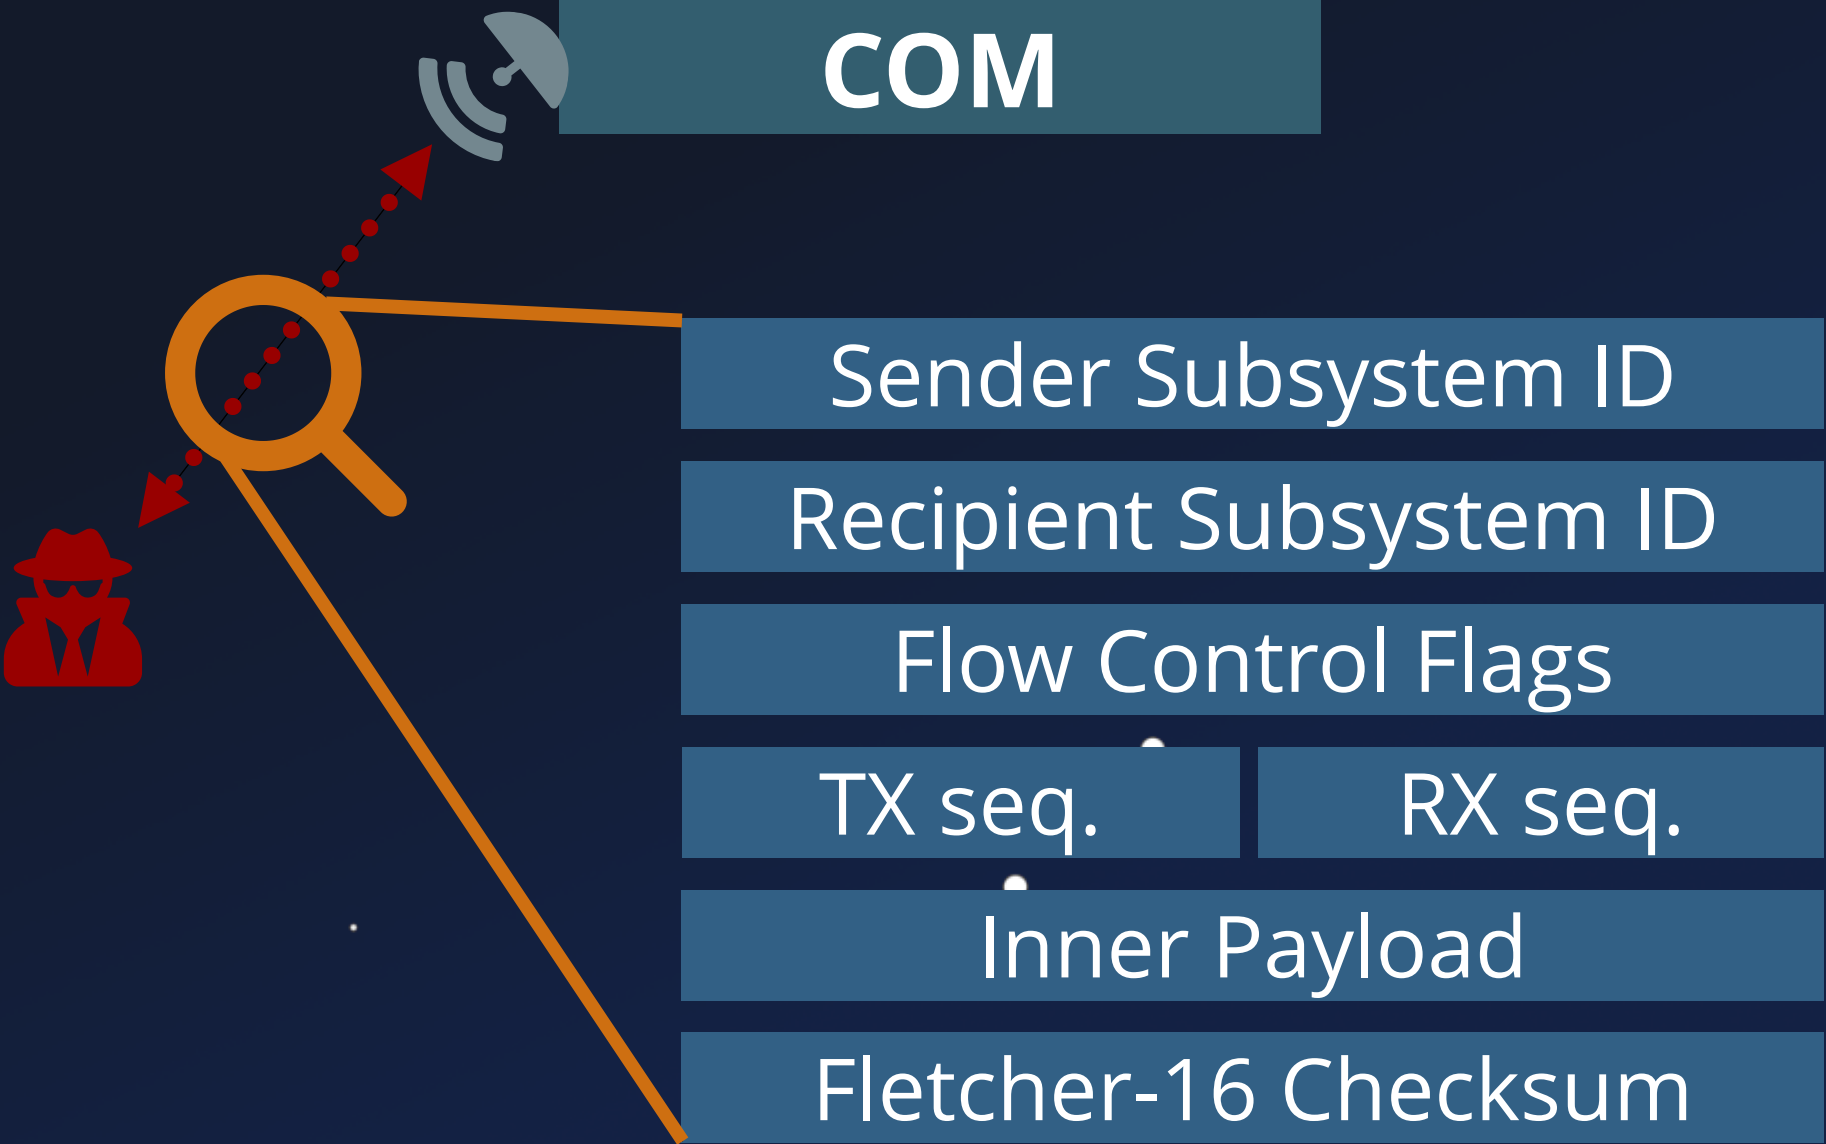 COM
Sender Subsystem ID
Recipient Subsystem ID
Flow Control Flags
TX seq. RX seq.
Inner Payload
Fletcher-16 Checksum